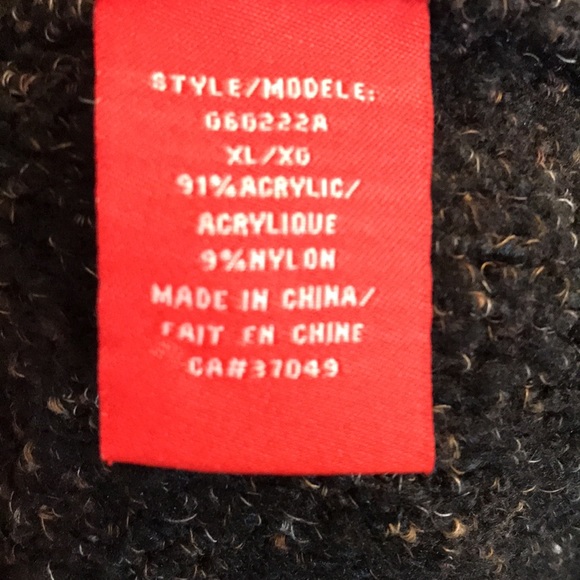 STYLE/MODELE:
G6G222A
XL/XG
91%ACRYLIC/
ACRYLIQUE
9%NYLON
MADE IN CHINA/
FAIT EN CHINE
CA#37049